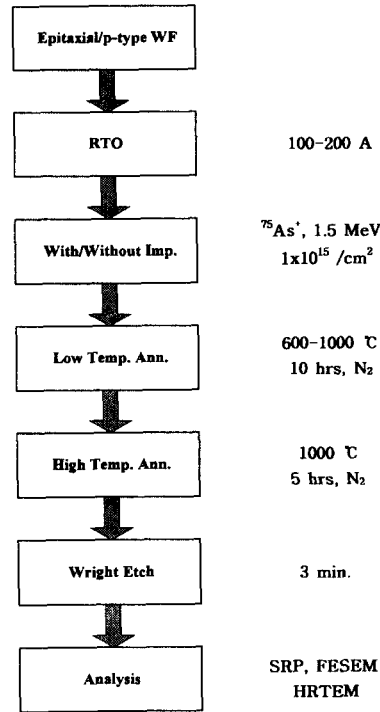 Epitaxial/p-type WF
RTO
100-200 A
With/Without Imp.
⁷⁵As⁺, 1.5 MeV
1x10¹⁵ /cm²
Low Temp. Ann.
600-1000 ℃
10 hrs, N₂
High Temp. Ann.
1000 ℃
5 hrs, N₂
Wright Etch
3 min.
Analysis
SRP, FESEM
HRTEM